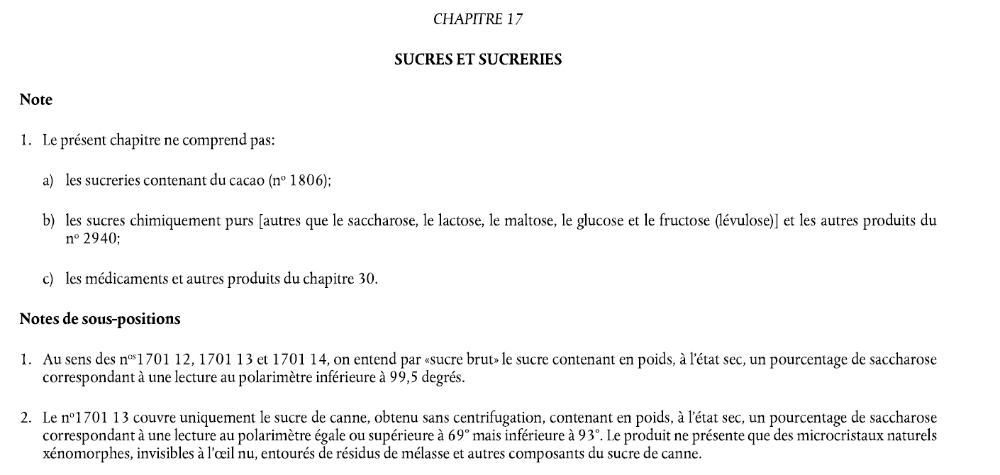 CHAPITRE 17
SUCRES ET SUCRERIES
Note
1. Le présent chapitre ne comprend pas:
a) les sucreries contenant du cacao (nº 1806);
b) les sucres chimiquement purs [autres que le saccharose, le lactose, le maltose, le glucose et le fructose (lévulose)] et les autres produits du
nº 2940;
c) les médicaments et autres produits du chapitre 30.
Notes de sous-positions
1. Au sens des nºˢ1701 12, 1701 13 et 1701 14, on entend par «sucre brut» le sucre contenant en poids, à l'état sec, un pourcentage de saccharose
correspondant à une lecture au polarimètre inférieure à 99,5 degrés.
2. Le nº1701 13 couvre uniquement le sucre de canne, obtenu sans centrifugation, contenant en poids, à l'état sec, un pourcentage de saccharose
correspondant à une lecture au polarimètre égale ou supérieure à 69° mais inférieure à 93°. Le produit ne présente que des microcristaux naturels
xénomorphes, invisibles à l'œil nu, entourés de résidus de mélasse et autres composants du sucre de canne.